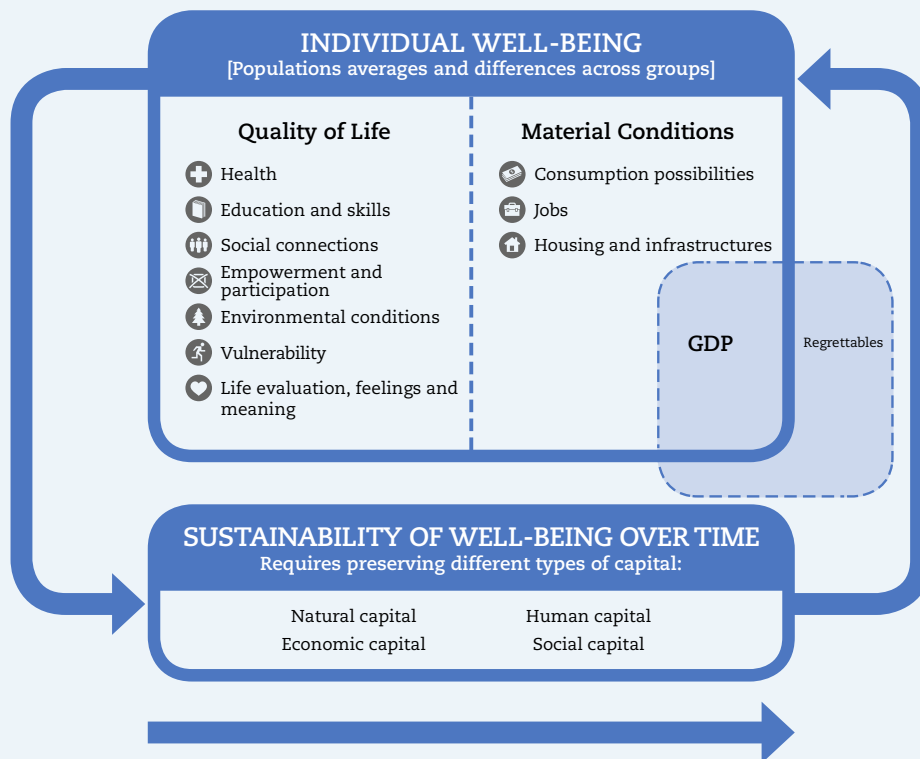 INDIVIDUAL WELL-BEING
[Populations averages and differences across groups]
Quality of Life
Health
Education and skills
Social connections
Empowerment and
participation
Environmental conditions
Vulnerability
Life evaluation, feelings and
meaning
Material Conditions
Consumption possibilities
Jobs
Housing and infrastructures
GDP
Regrettables
SUSTAINABILITY OF WELL-BEING OVER TIME
Requires preserving different types of capital:
Natural capital
Human capital
Economic capital
Social capital